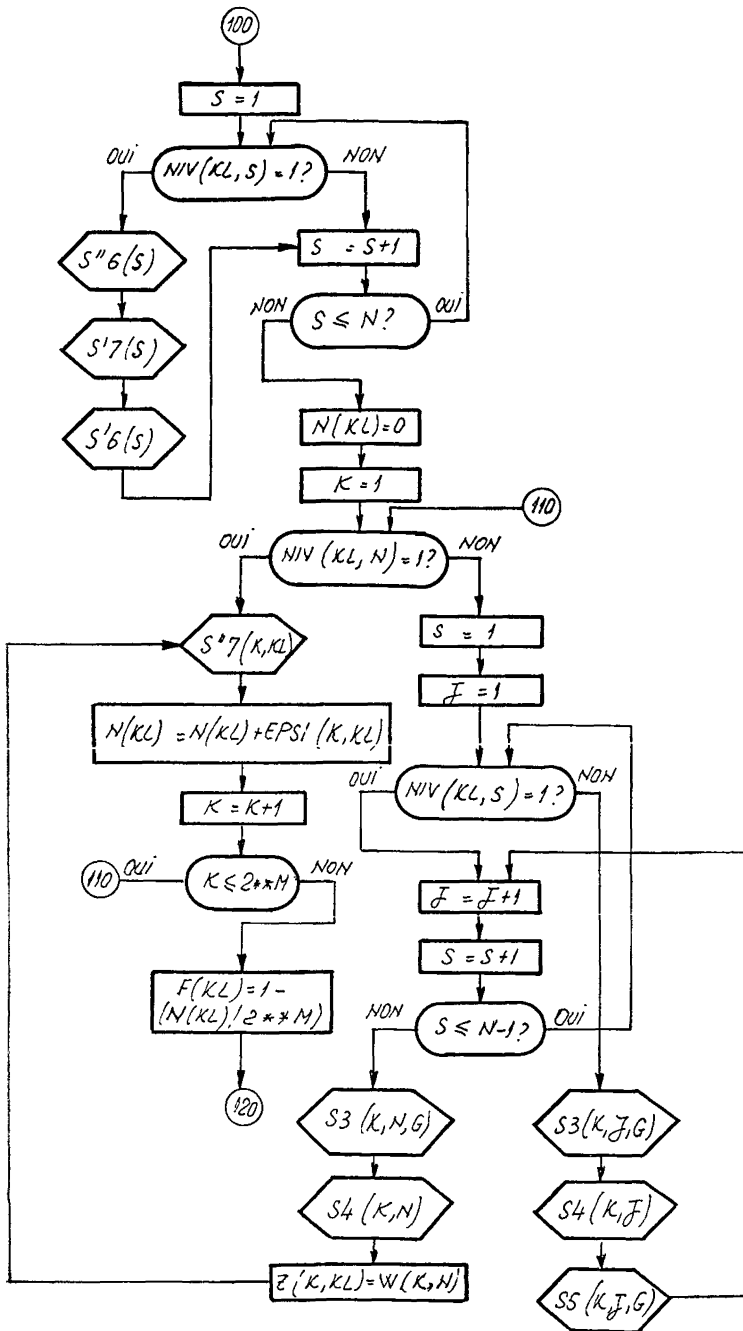 100
S = 1
OUI
NIV(KL,S)=1?
NON
S"6(S)
S = S+1
NON
S ≤ N?
OUI
S'7(S)
S'6(S)
N(KL)=0
K = 1
110
OUI
NIV(KL,N)=1?
NON
S"7(K,KL)
S = 1
J = 1
N(KL)=N(KL)+EPSI(K,KL)
OUI
NIV(KL,S)=1?
NON
K = K+1
110
OUI
K≤2**M
NON
J = J+1
S = S+1
F(KL)=1-
(N(KL)/2**M)
NON
S ≤ N-1?
OUI
120
S3(K,N,G)
S3(K,J,G)
S4(K,N)
S4(K,J)
Z'(K,KL)=W(K,N)
S5(K,J,G)